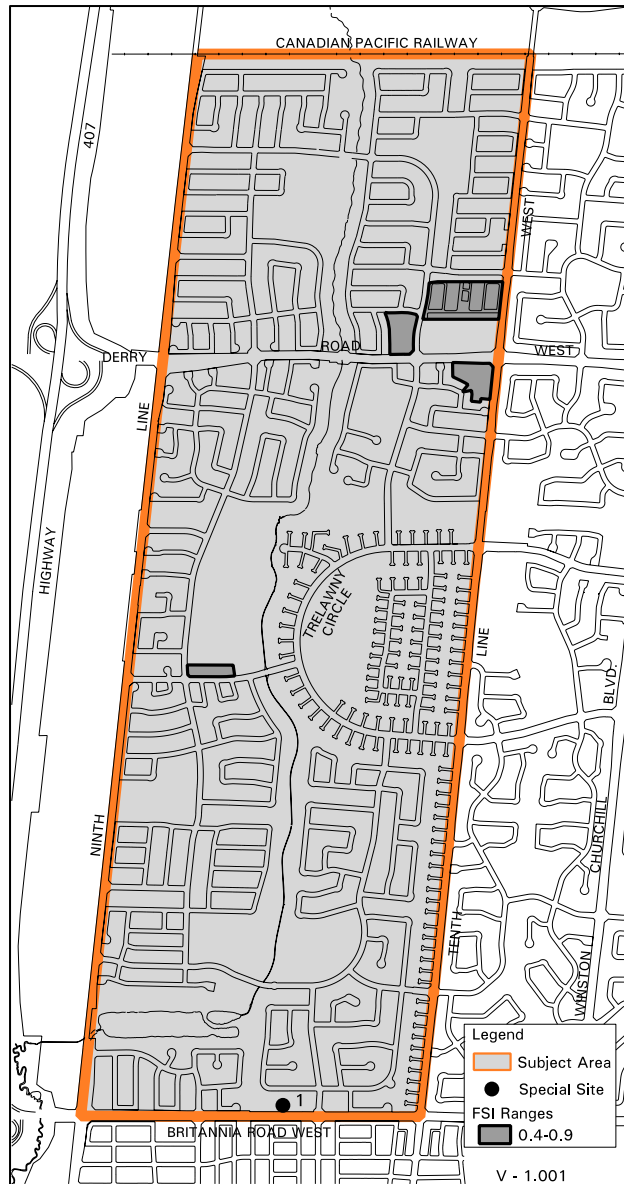 CANADIAN PACIFIC RAILWAY
407
WEST
DERRY
ROAD
WEST
LINE
HIGHWAY
TRELAWNY
CIRCLE
LINE
BLVD.
NINTH
CHURCHILL
TENTH
WINSTON
Legend
Subject Area
Special Site
FSI Ranges
0.4-0.9
1
BRITANNIA ROAD WEST
V - 1.001